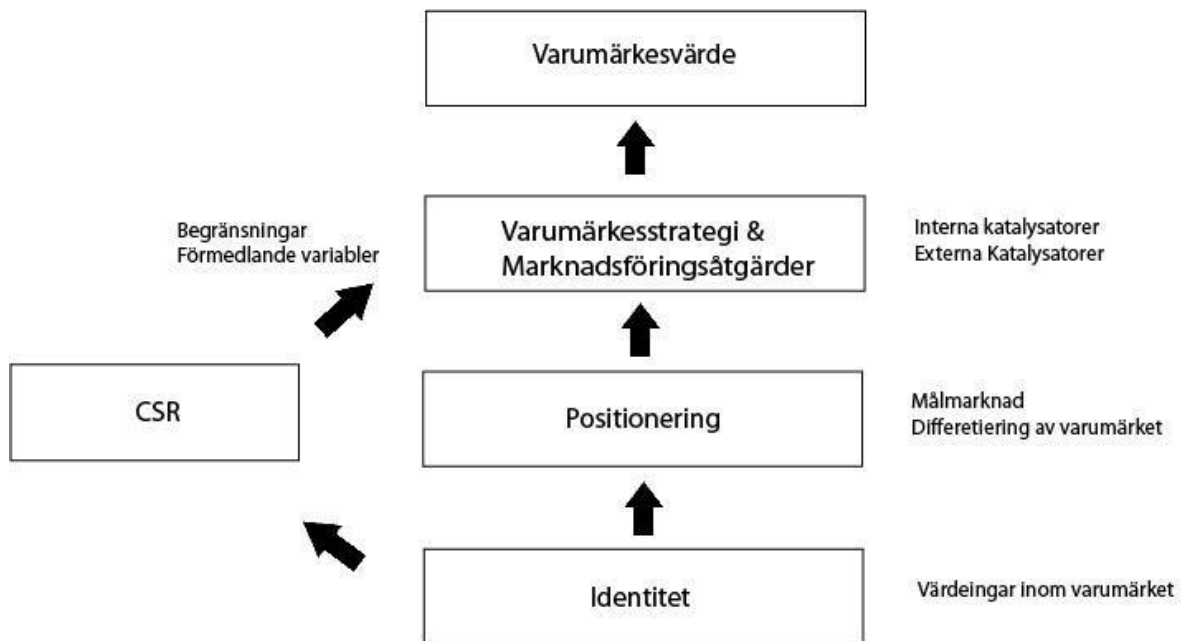 Varumärkesvärde
Begränsningar
Förmedlande variabler
Varumärkesstrategi &
Marknadsföringsåtgärder
Interna katalysatorer
Externa Katalysatorer
CSR
Positionering
Målmarknad
Differetiering av varumärket
Identitet
Värdeingar inom varumärket